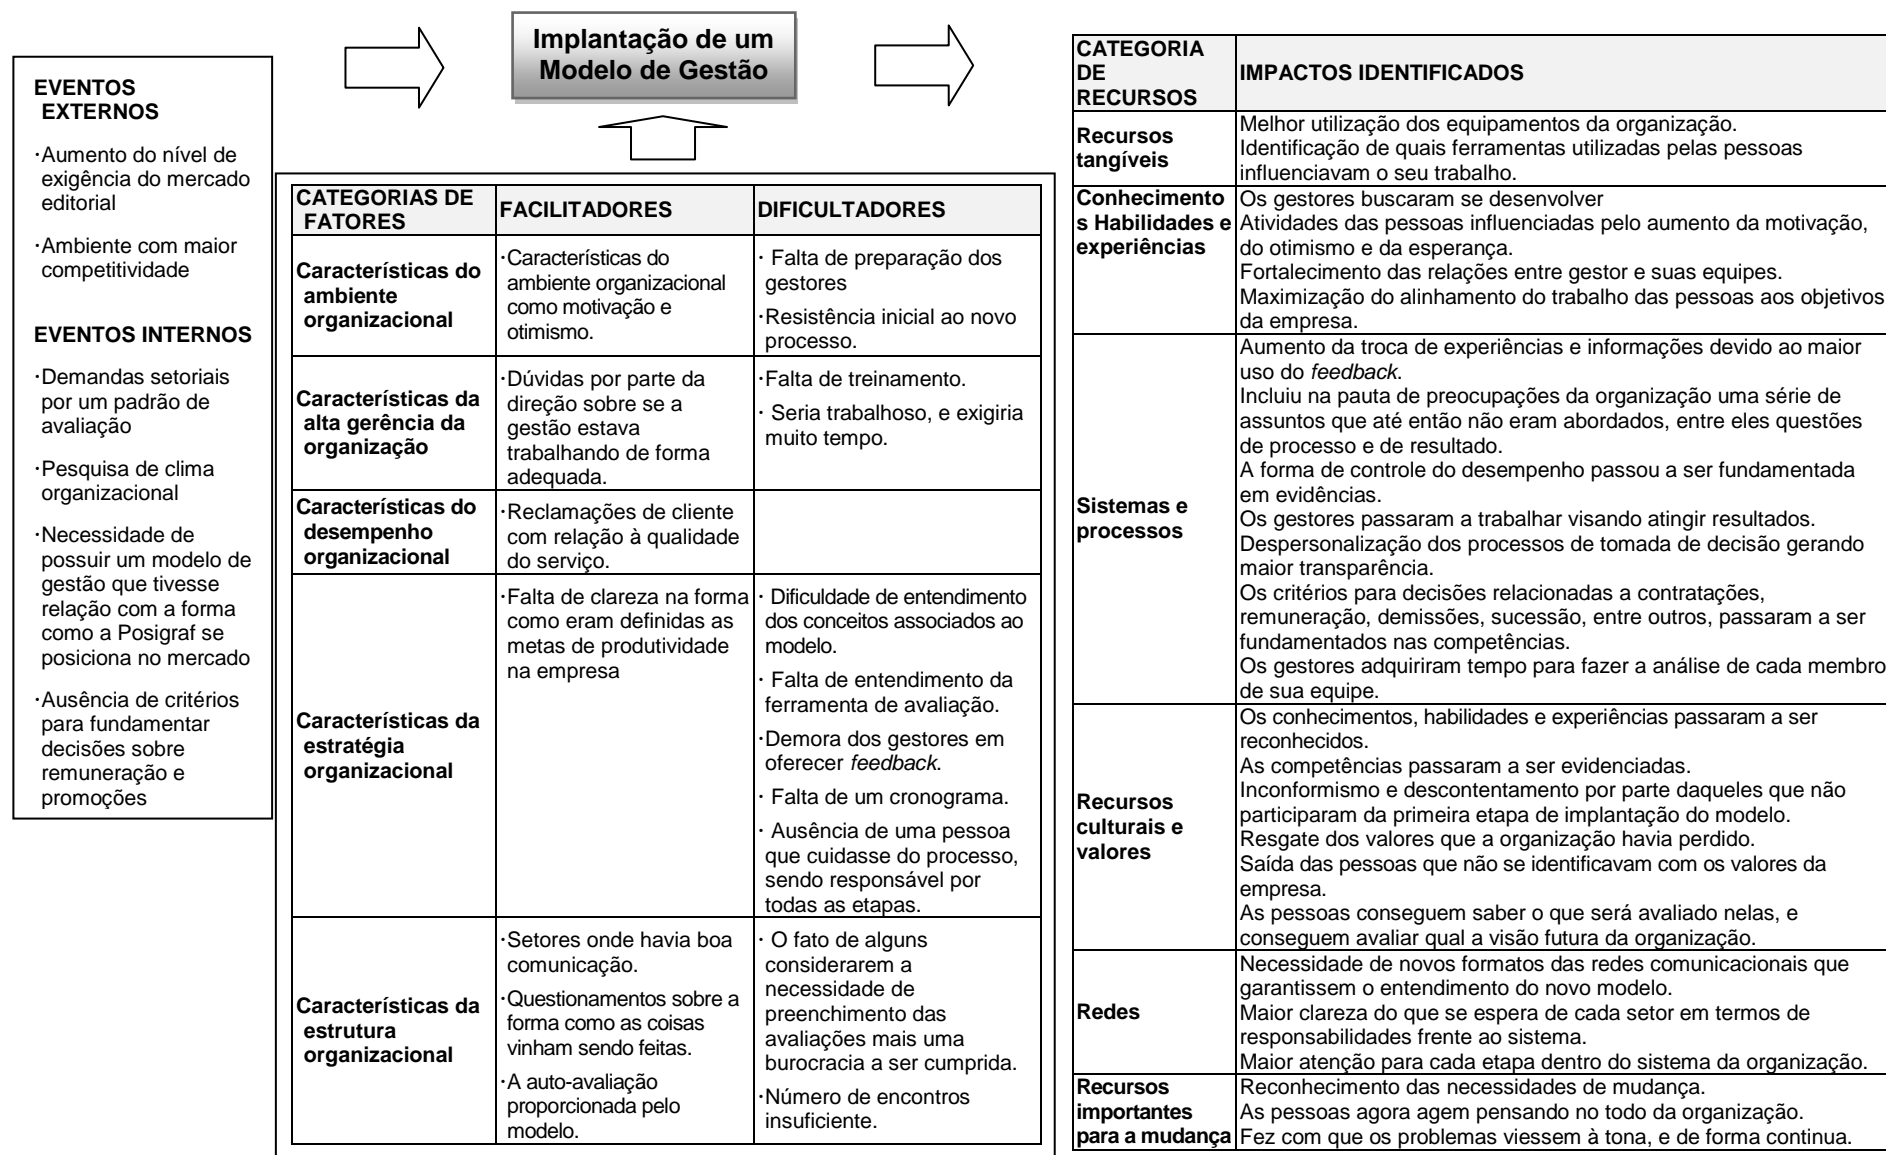 Implantação de um
Modelo de Gestão
EVENTOS
EXTERNOS
·Aumento do nível de
exigência do mercado
editorial
·Ambiente com maior
competitividade
EVENTOS INTERNOS
·Demandas setoriais
por um padrão de
avaliação
·Pesquisa de clima
organizacional
·Necessidade de
possuir um modelo de
gestão que tivesse
relação com a forma
como a Posigraf se
posiciona no mercado
·Ausência de critérios
para fundamentar
decisões sobre
remuneração e
promoções
CATEGORIAS DE
FATORES
FACILITADORES
DIFICULTADORES
Características do
ambiente
organizacional
·Características do
ambiente organizacional
como motivação e
otimismo.
· Falta de preparação dos
gestores
·Resistência inicial ao novo
processo.
Características da
alta gerência da
organização
·Dúvidas por parte da
direção sobre se a
gestão estava
trabalhando de forma
adequada.
·Falta de treinamento.
· Seria trabalhoso, e exigiria
muito tempo.
Características do
desempenho
organizacional
·Reclamações de cliente
com relação à qualidade
do serviço.
Características da
estratégia
organizacional
·Falta de clareza na forma
como eram definidas as
metas de produtividade
na empresa
· Dificuldade de entendimento
dos conceitos associados ao
modelo.
· Falta de entendimento da
ferramenta de avaliação.
·Demora dos gestores em
oferecer feedback.
· Falta de um cronograma.
· Ausência de uma pessoa
que cuidasse do processo,
sendo responsável por
todas as etapas.
Características da
estrutura
organizacional
·Setores onde havia boa
comunicação.
·Questionamentos sobre a
forma como as coisas
vinham sendo feitas.
·A auto-avaliação
proporcionada pelo
modelo.
· O fato de alguns
considerarem a
necessidade de
preenchimento das
avaliações mais uma
burocracia a ser cumprida.
·Número de encontros
insuficiente.
CATEGORIA
DE
RECURSOS
IMPACTOS IDENTIFICADOS
Recursos
tangíveis
Melhor utilização dos equipamentos da organização.
Identificação de quais ferramentas utilizadas pelas pessoas
influenciavam o seu trabalho.
Conhecimento
s Habilidades e
experiências
Os gestores buscaram se desenvolver
Atividades das pessoas influenciadas pelo aumento da motivação,
do otimismo e da esperança.
Fortalecimento das relações entre gestor e suas equipes.
Maximização do alinhamento do trabalho das pessoas aos objetivos
da empresa.
Sistemas e
processos
Aumento da troca de experiências e informações devido ao maior
uso do feedback.
Incluiu na pauta de preocupações da organização uma série de
assuntos que até então não eram abordados, entre eles questões
de processo e de resultado.
A forma de controle do desempenho passou a ser fundamentada
em evidências.
Os gestores passaram a trabalhar visando atingir resultados.
Despersonalização dos processos de tomada de decisão gerando
maior transparência.
Os critérios para decisões relacionadas a contratações,
remuneração, demissões, sucessão, entre outros, passaram a ser
fundamentados nas competências.
Os gestores adquiriram tempo para fazer a análise de cada membro
de sua equipe.
Recursos
culturais e
valores
Os conhecimentos, habilidades e experiências passaram a ser
reconhecidos.
As competências passaram a ser evidenciadas.
Inconformismo e descontentamento por parte daqueles que não
participaram da primeira etapa de implantação do modelo.
Resgate dos valores que a organização havia perdido.
Saída das pessoas que não se identificavam com os valores da
empresa.
As pessoas conseguem saber o que será avaliado nelas, e
conseguem avaliar qual a visão futura da organização.
Redes
Necessidade de novos formatos das redes comunicacionais que
garantissem o entendimento do novo modelo.
Maior clareza do que se espera de cada setor em termos de
responsabilidades frente ao sistema.
Maior atenção para cada etapa dentro do sistema da organização.
Recursos
importantes
para a mudança
Reconhecimento das necessidades de mudança.
As pessoas agora agem pensando no todo da organização.
Fez com que os problemas viessem à tona, e de forma continua.